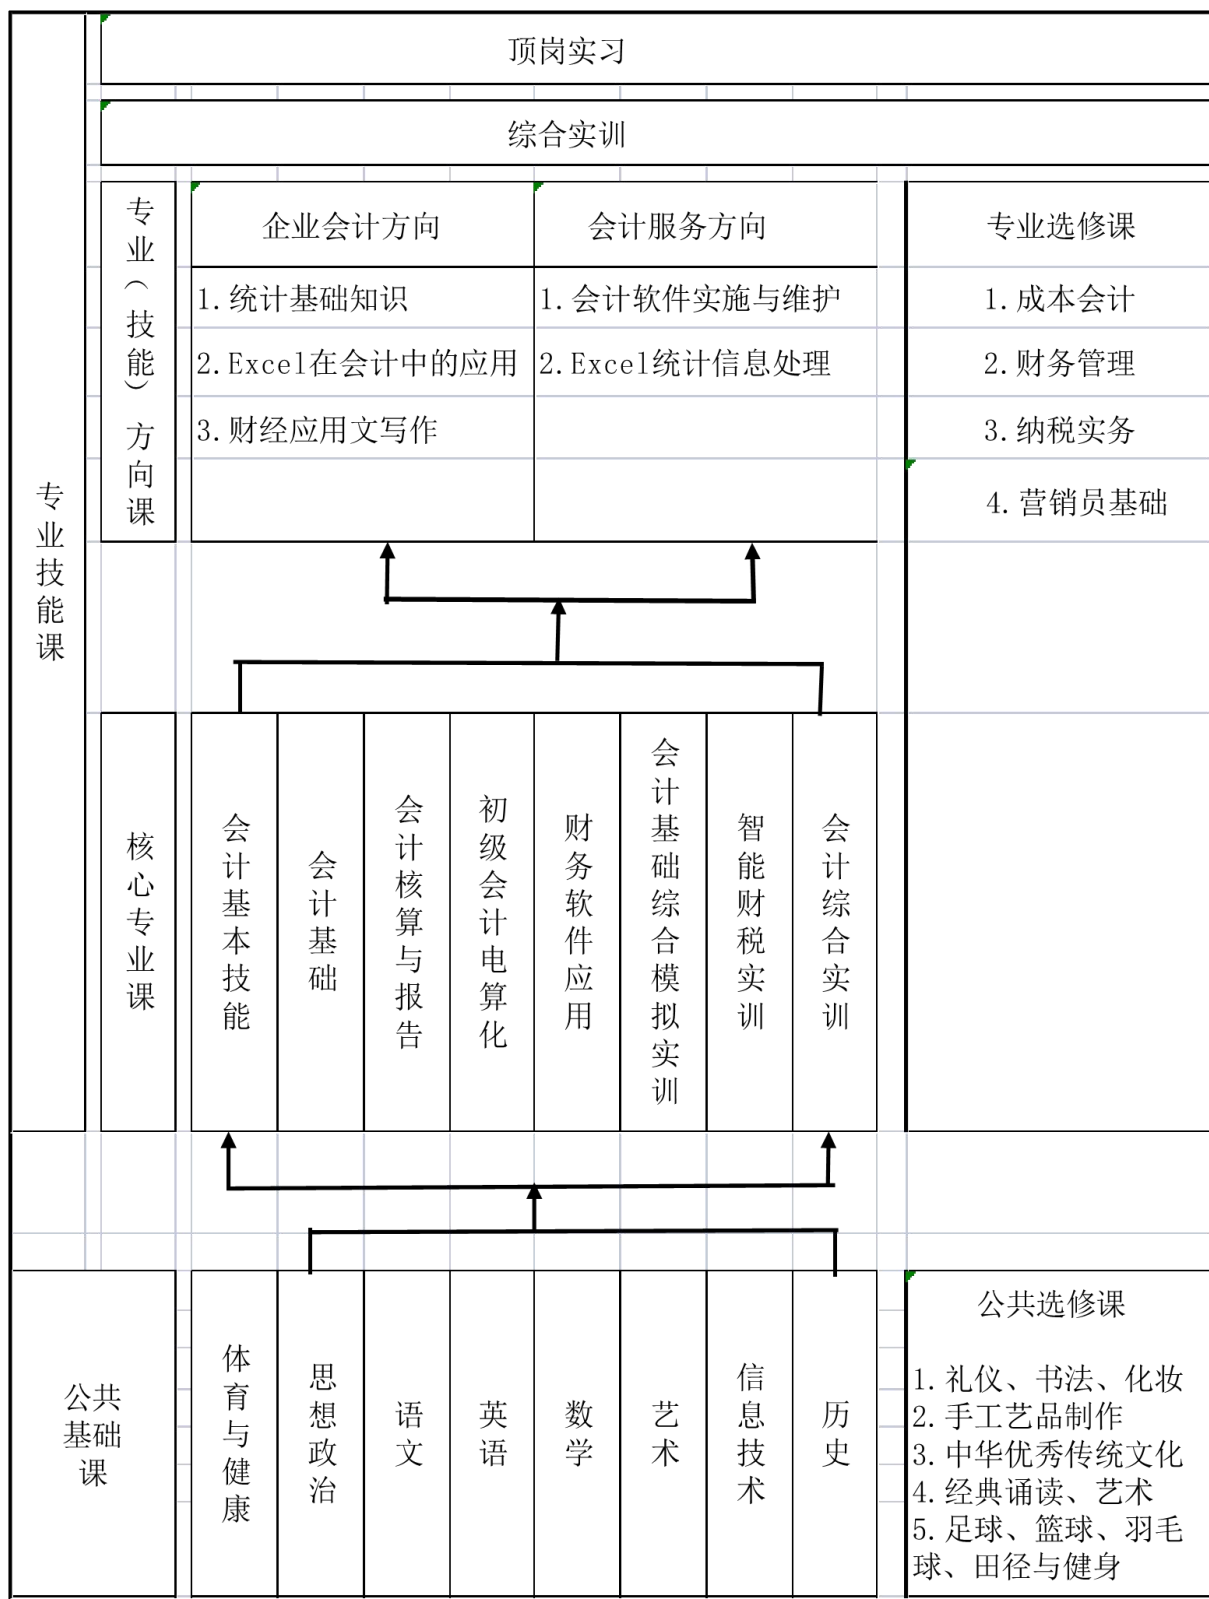 顶岗实习
综合实训
专业技能课
专业（技能）方向课
企业会计方向
1.统计基础知识
2.Excel在会计中的应用
3.财经应用文写作
会计服务方向
1.会计软件实施与维护
2.Excel统计信息处理
专业选修课
1.成本会计
2.财务管理
3.纳税实务
4.营销员基础
核心专业课
会计基本技能
会计基础
会计核算与报告
初级会计电算化
财务软件应用
会计基础综合模拟实训
智能财税实训
会计综合实训
公共
基础
课
体育与健康
思想政治
语文
英语
数学
艺术
信息技术
历史
公共选修课
1.礼仪、书法、化妆
2.手工艺品制作
3.中华优秀传统文化
4.经典诵读、艺术
5.足球、篮球、羽毛
球、田径与健身